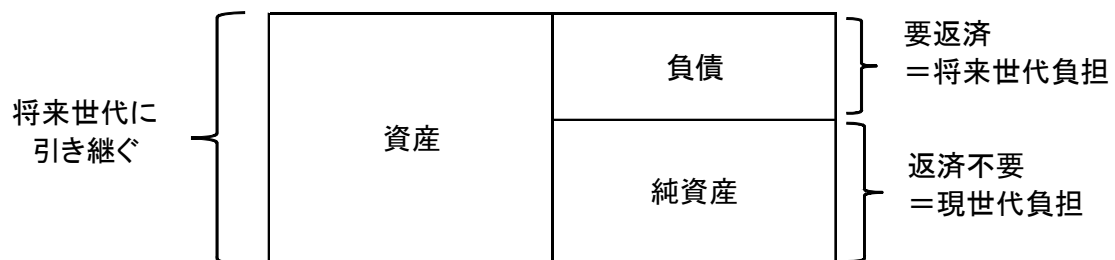 将来世代に
引き継ぐ
資産
負債
純資産
要返済
＝将来世代負担
返済不要
＝現世代負担